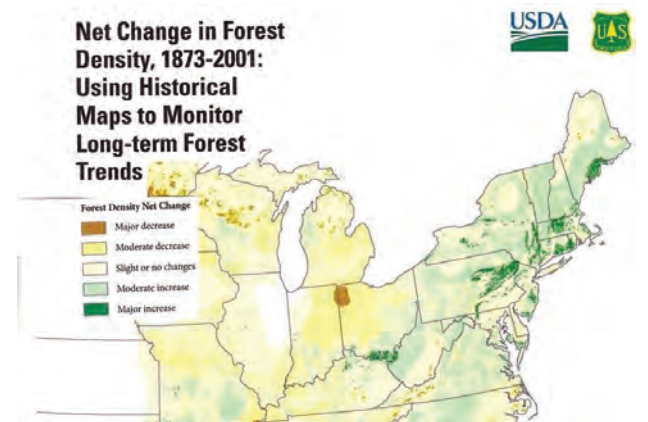 Net Change in Forest
Density, 1873-2001:
Using Historical
Maps to Monitor
Long-term Forest
Trends
USDA
UAS
Forest Density Net Change
Major decrease
Moderate decrease
Slight or no changes
Moderate increase
Major increase